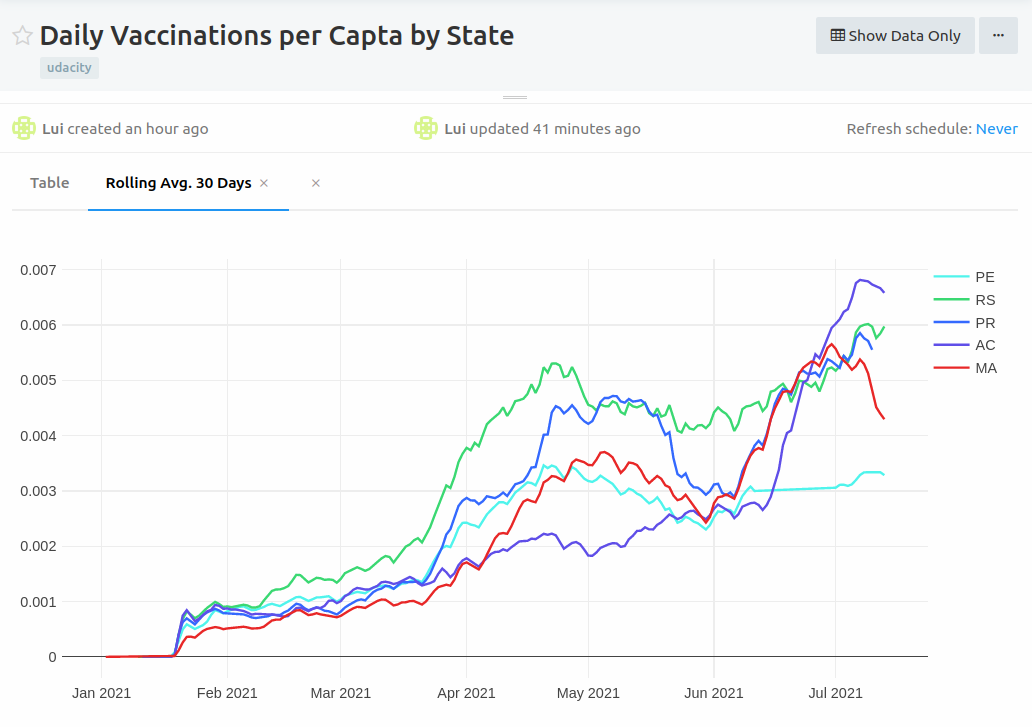 Daily Vaccinations per Capta by State
Show Data Only
udacity
Lui created an hour ago
Lui updated 41 minutes ago
Refresh schedule: Never
Table
Rolling Avg. 30 Days ×
×
0.007
0.006
0.005
0.004
0.003
0.002
0.001
0
Jan 2021
Feb 2021
Mar 2021
Apr 2021
May 2021
Jun 2021
Jul 2021
PE
RS
PR
AC
MA